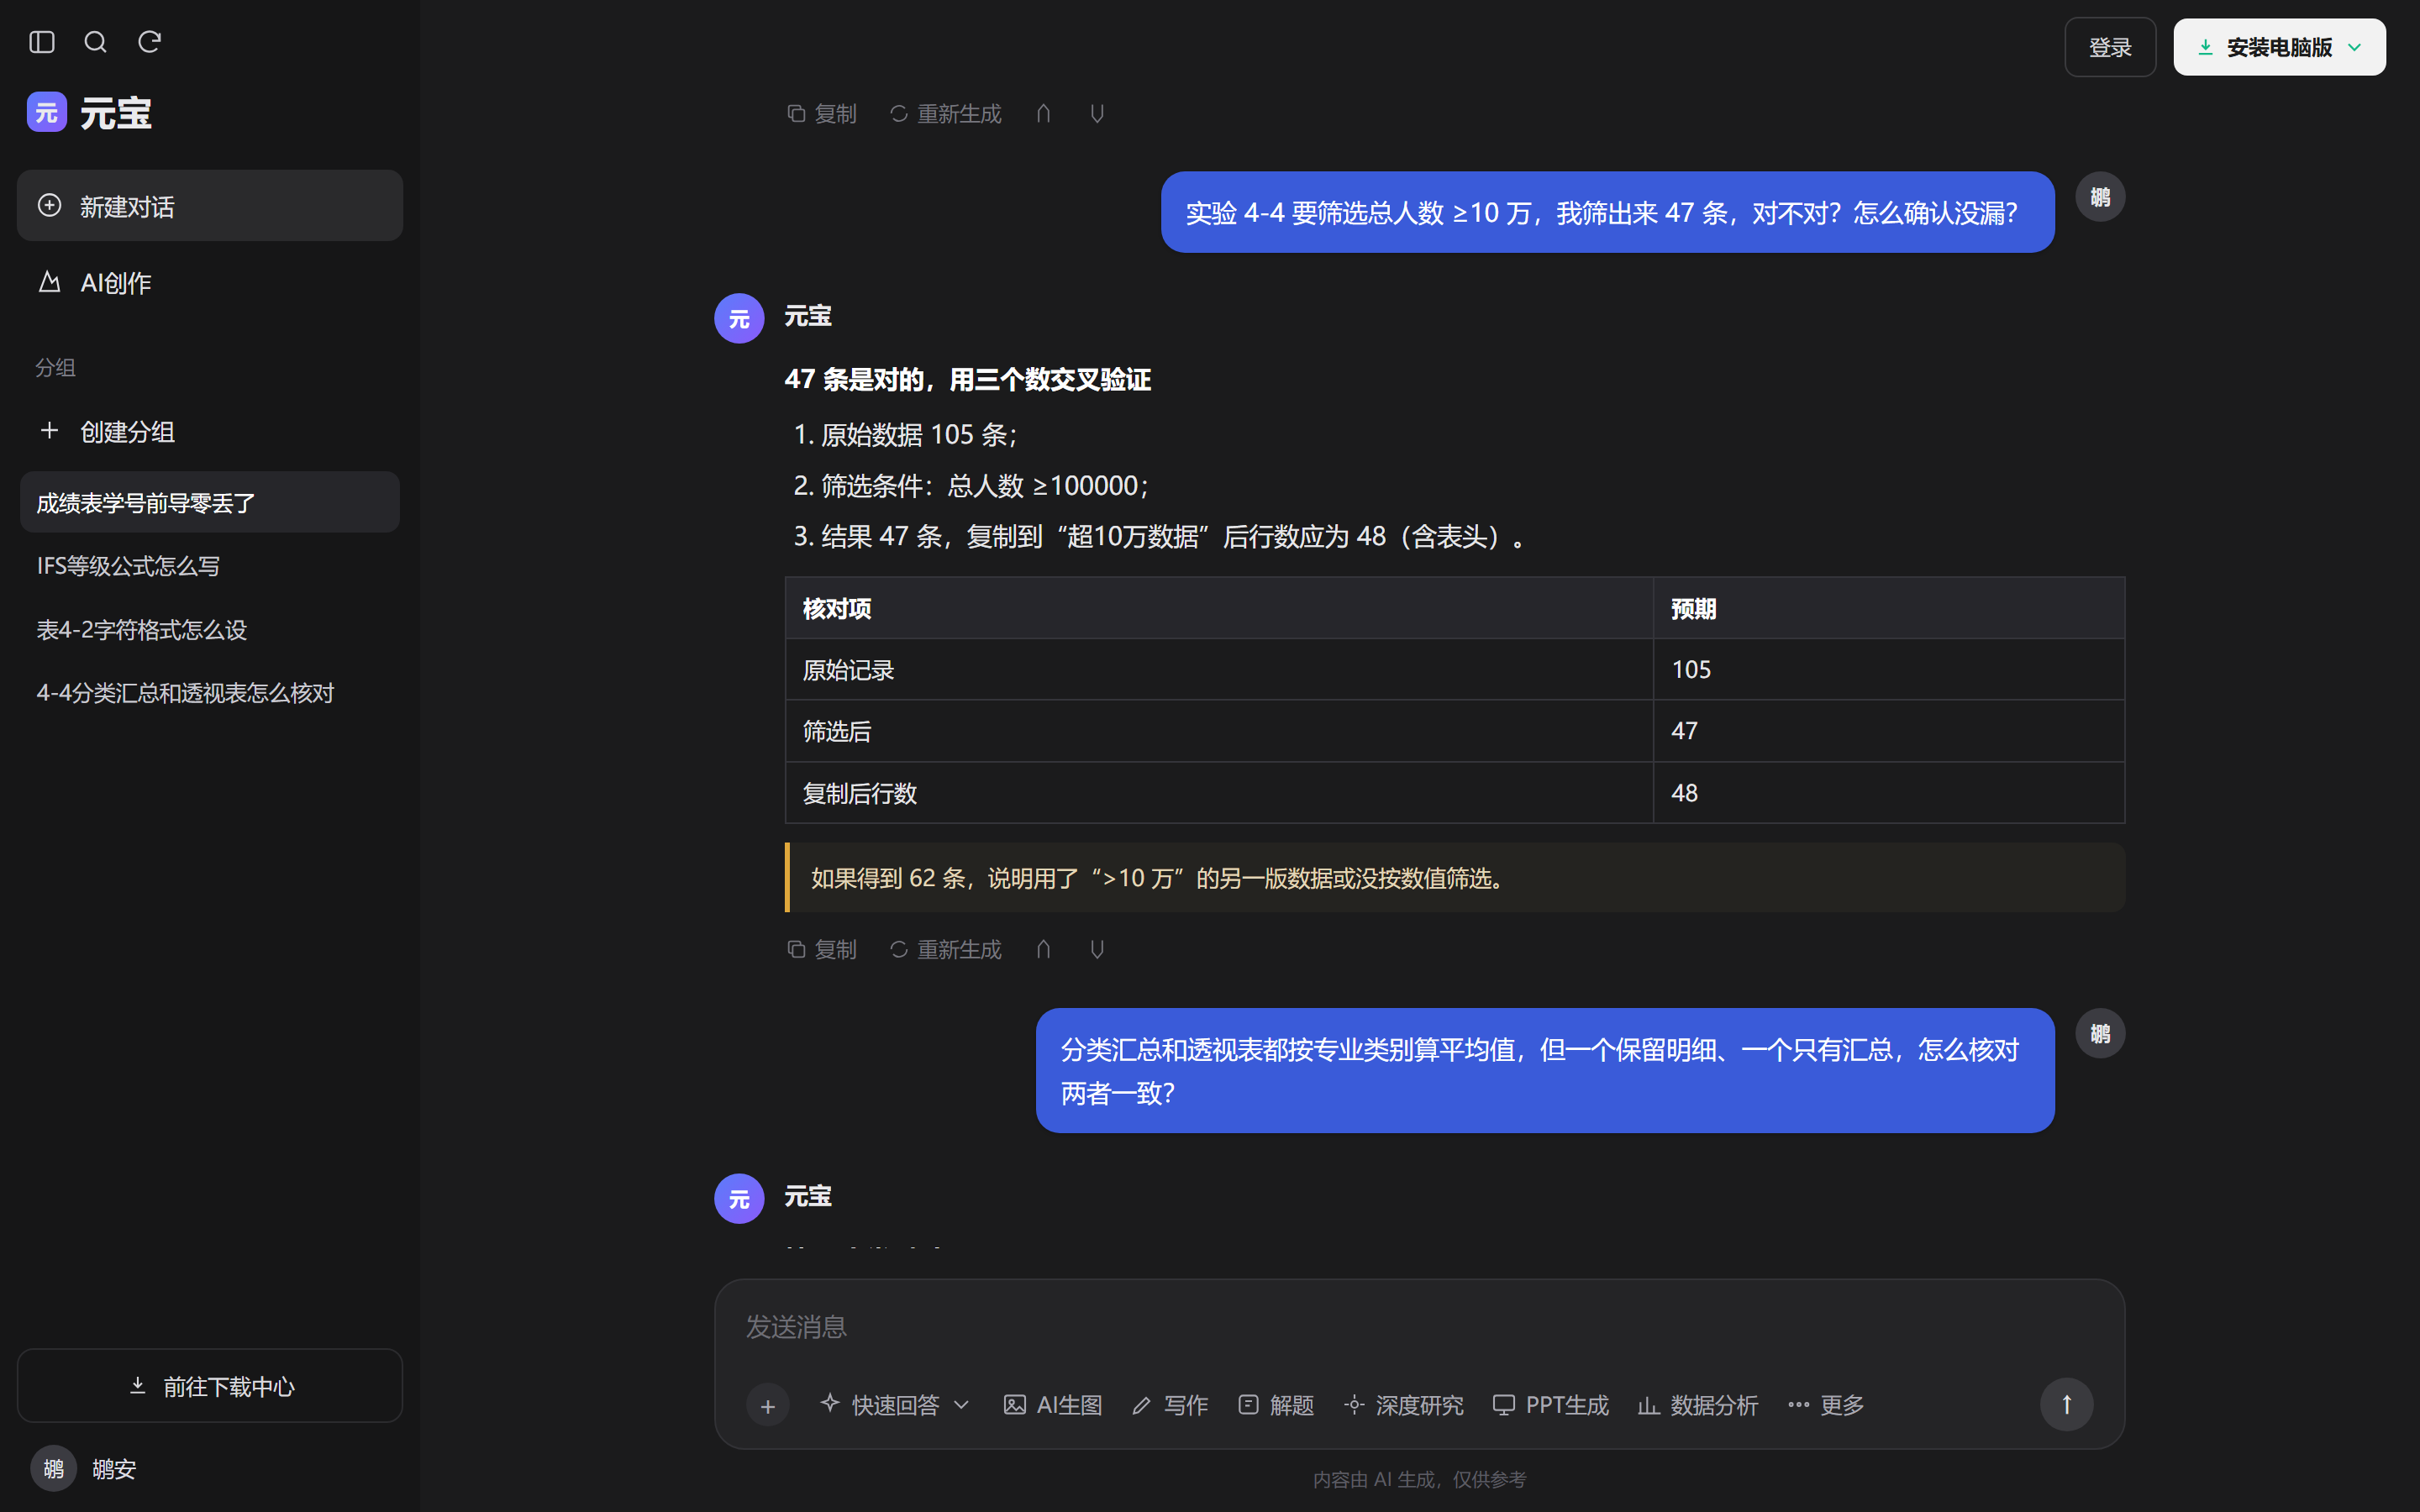 元 元宝
新建对话
AI创作
分组
创建分组
成绩表学号前导零丢了
IFS等级公式怎么写
表4-2字符格式怎么设
4-4分类汇总和透视表怎么核对
前往下载中心
登录
安装电脑版
复制 重新生成
实验 4-4 要筛选总人数 ≥10 万，我筛出来 47 条，对不对？怎么确认没漏？
元 元宝
47 条是对的，用三个数交叉验证
1. 原始数据 105 条；
2. 筛选条件：总人数 ≥100000；
3. 结果 47 条，复制到“超10万数据”后行数应为 48（含表头）。
核对项 预期
原始记录 105
筛选后 47
复制后行数 48
如果得到 62 条，说明用了“>10 万”的另一版数据或没按数值筛选。
复制 重新生成
分类汇总和透视表都按专业类别算平均值，但一个保留明细、一个只有汇总，怎么核对
两者一致？
元 元宝
发送消息
快速回答 AI生图 写作 解题 深度研究 PPT生成 数据分析 更多
内容由 AI 生成，仅供参考